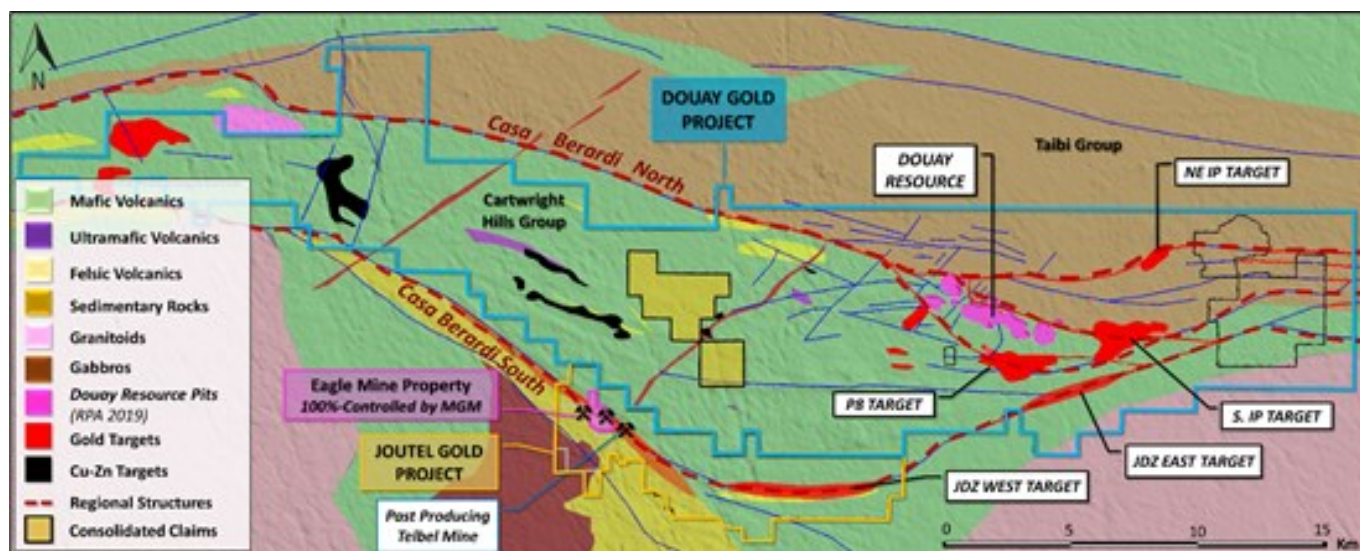 N
DOUAY GOLD
PROJECT
Casa Berardi North
Taibi Group
DOUAY
RESOURCE
NE IP TARGET
Cartwright
Hills Group
Mafic Volcanics
Ultramafic Volcanics
Felsic Volcanics
Sedimentary Rocks
Granitoids
Gabbros
Douay Resource Pits
(RPA 2019)
Gold Targets
Cu-Zn Targets
Regional Structures
Consolidated Claims
Casa Berardi South
Eagle Mine Property
100%-Controlled by MGM
JOUTEL GOLD
PROJECT
Past Producing
Telbel Mine
P8 TARGET
S. IP TARGET
JDZ EAST TARGET
JDZ WEST TARGET
0 5 10 15
Km